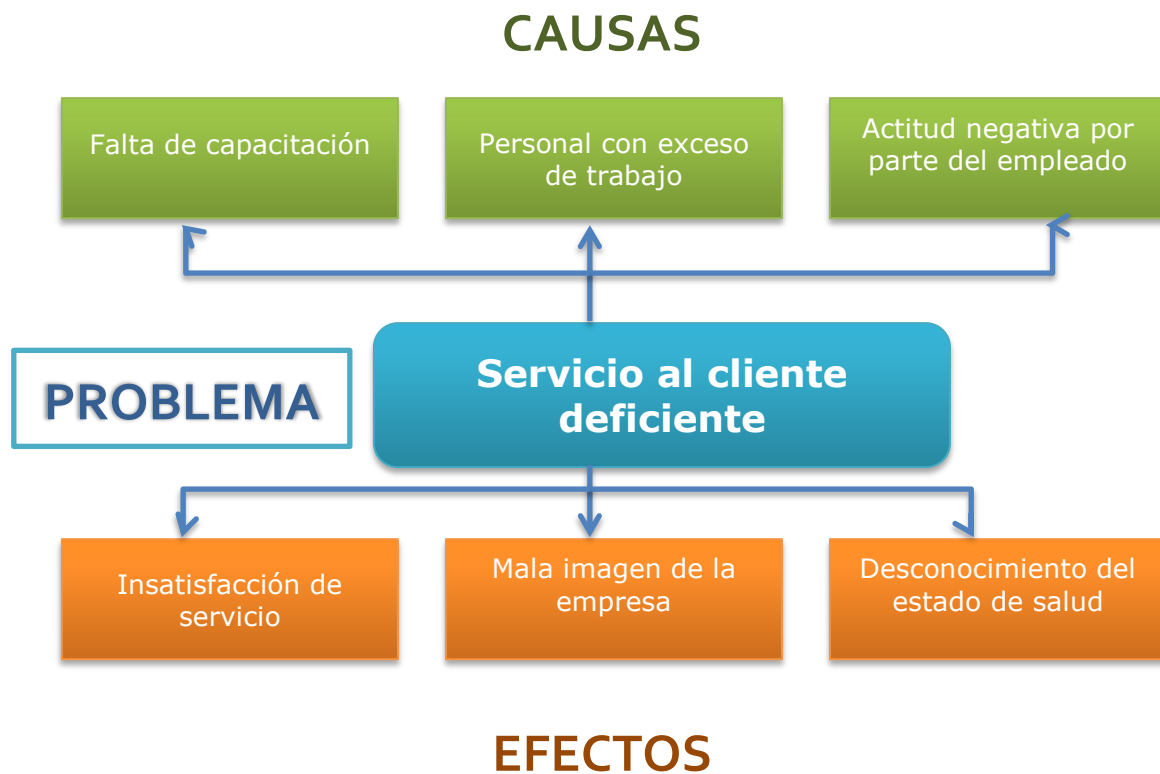 CAUSAS
Falta de capacitación
Personal con exceso
de trabajo
Actitud negativa por
parte del empleado
PROBLEMA
Servicio al cliente
deficiente
Insatisfacción de
servicio
Mala imagen de la
empresa
Desconocimiento del
estado de salud
EFECTOS